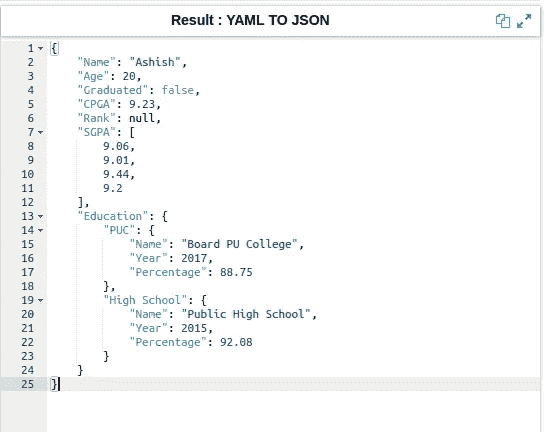 Result : YAML TO JSON
1 {
2     "Name": "Ashish",
3     "Age": 20,
4     "Graduated": false,
5     "CPGA": 9.23,
6     "Rank": null,
7     "SGPA": [
8         9.06,
9         9.01,
10         9.44,
11         9.2
12     ],
13     "Education": {
14         "PUC": {
15             "Name": "Board PU College",
16             "Year": 2017,
17             "Percentage": 88.75
18         },
19         "High School": {
20             "Name": "Public High School",
21             "Year": 2015,
22             "Percentage": 92.08
23         }
24     }
25 }